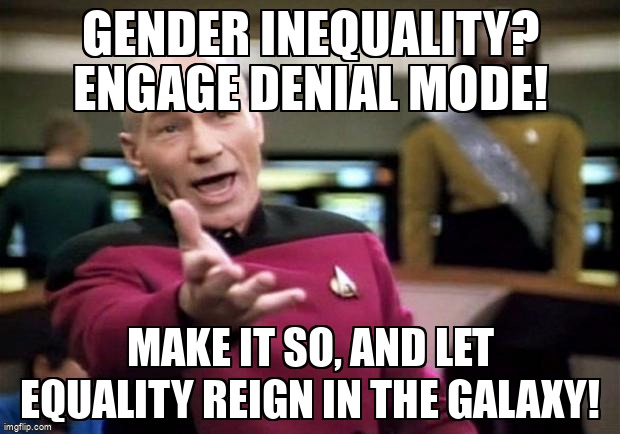 GENDER INEQUALITY?
ENGAGE DENIAL MODE!
MAKE IT SO, AND LET
EQUALITY REIGN IN THE GALAXY!
imgflip.com